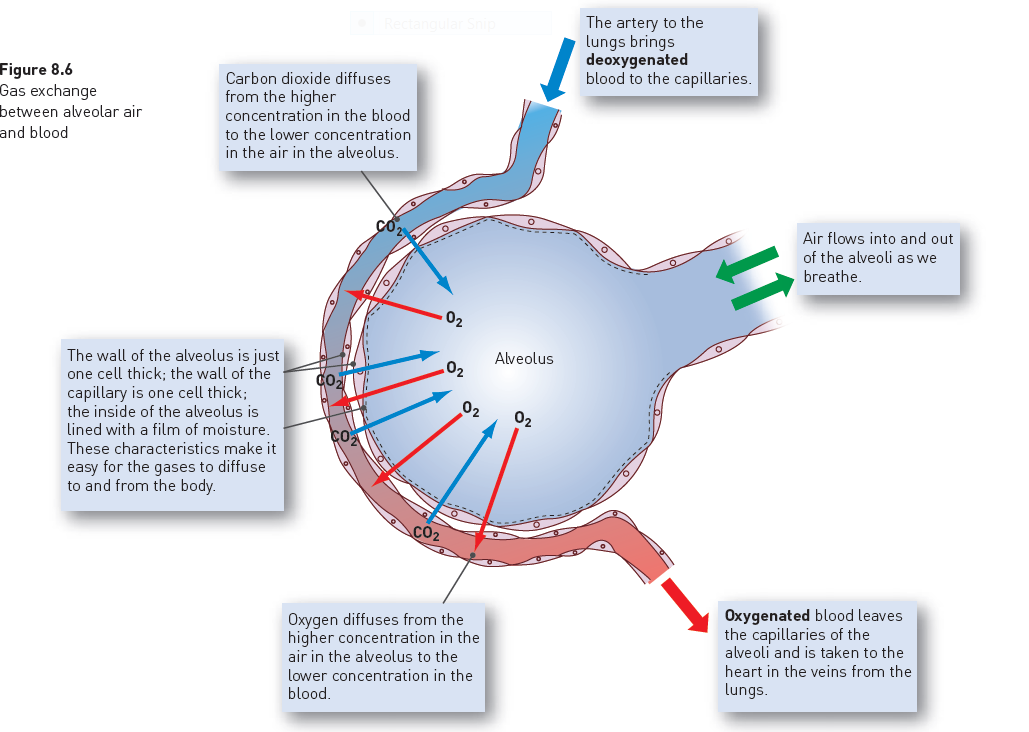 Rectangular Snip
Figure 8.6
Gas exchange
between alveolar air
and blood
Carbon dioxide diffuses
from the higher
concentration in the blood
to the lower concentration
in the air in the alveolus.
The artery to the
lungs brings
deoxygenated
blood to the capillaries.
Air flows into and out
of the alveoli as we
breathe.
CO₂
O₂
Alveolus
The wall of the alveolus is just
one cell thick; the wall of the
capillary is one cell thick;
the inside of the alveolus is
lined with a film of moisture.
These characteristics make it
easy for the gases to diffuse
to and from the body.
O₂
CO₂
O₂
O₂
CO₂
CO₂
Oxygen diffuses from the
higher concentration in the
air in the alveolus to the
lower concentration in the
blood.
Oxygenated blood leaves
the capillaries of the
alveoli and is taken to the
heart in the veins from the
lungs.